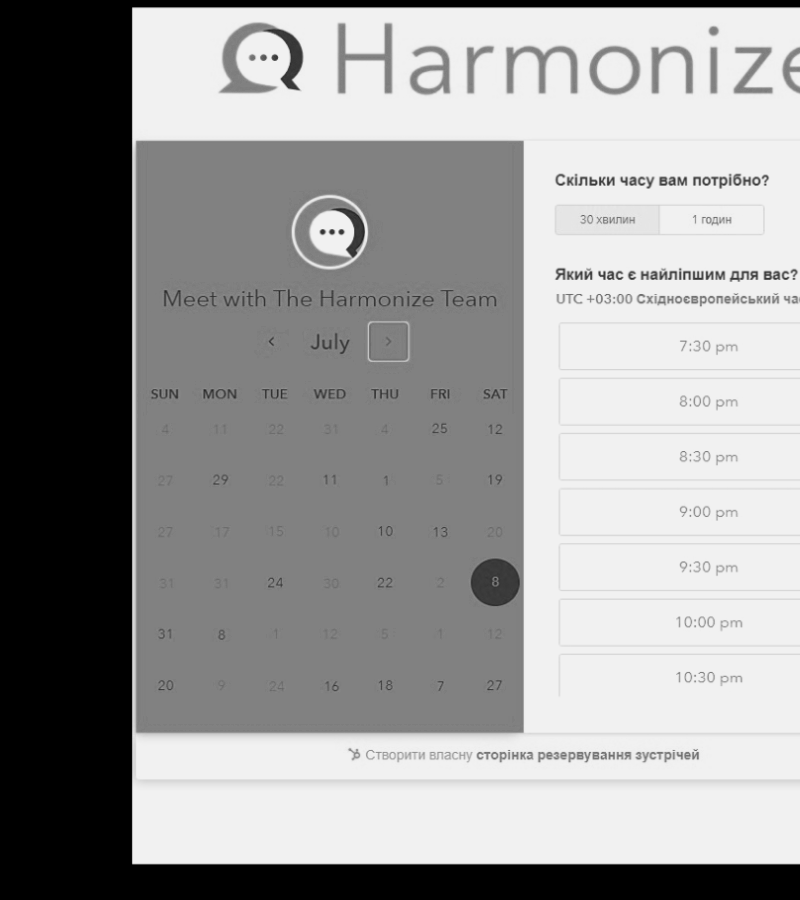 Harmonize
Meet with The Harmonize Team
July
SUN MON TUE WED THU FRI SAT
4 11 22 31 4 25 12
27 29 22 11 1 5 19
27 17 15 10 10 13 20
31 31 24 30 22 2 8
31 8 1 12 5 1 12
20 9 24 16 18 7 27
Скільки часу вам потрібно?
30 хвилин 1 годин
Який час є найліпшим для вас?
UTC +03:00 Східноєвропейський
7:30 pm
8:00 pm
8:30 pm
9:00 pm
9:30 pm
10:00 pm
10:30 pm
Створити власну сторінка резервування зустрічей